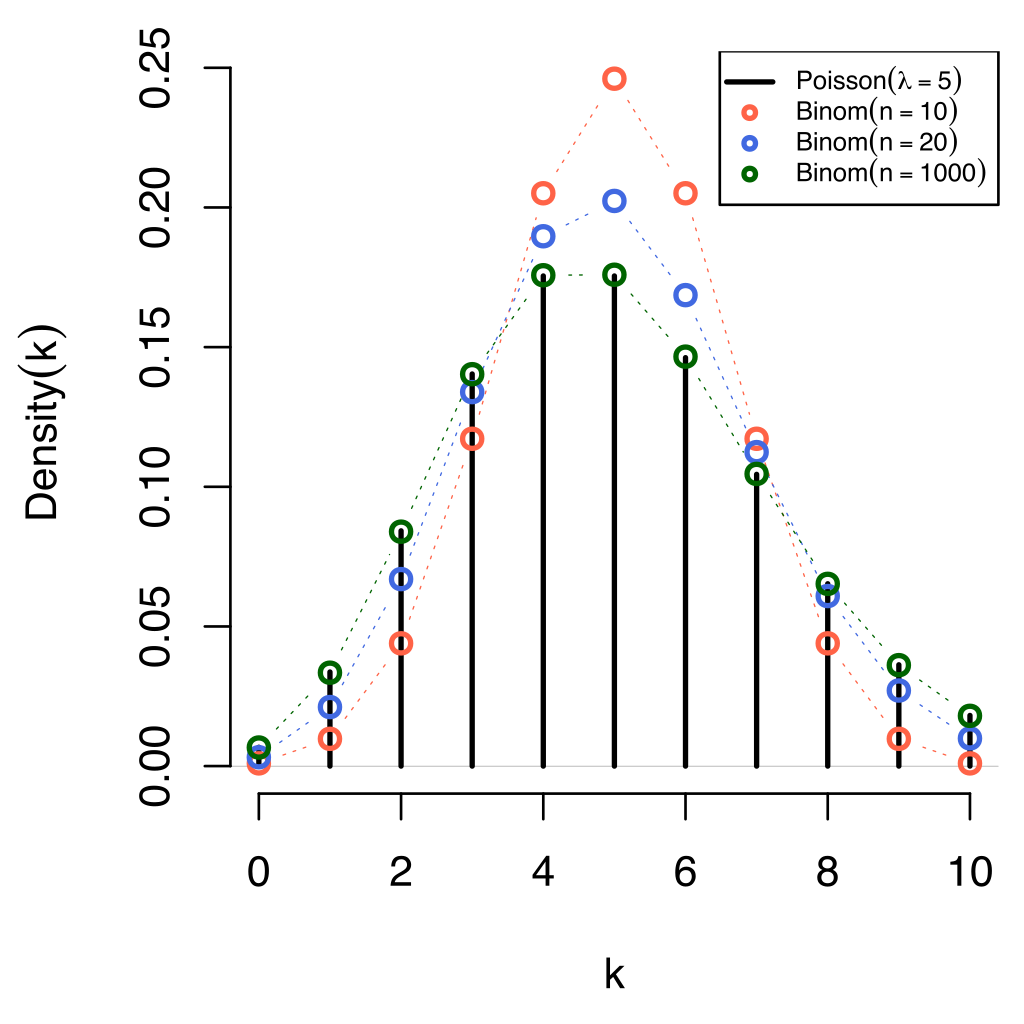 Density(k)
0.25
0.20
0.15
0.10
0.05
0.00
Poisson(λ = 5)
Binom(n = 10)
Binom(n = 20)
Binom(n = 1000)
0 2 4 6 8 10
k